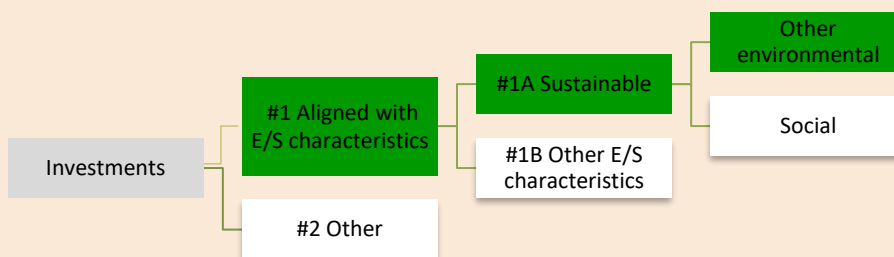 Investments
#1 Aligned with
E/S characteristics
#2 Other
#1A Sustainable
#1B Other E/S
characteristics
Other
environmental
Social